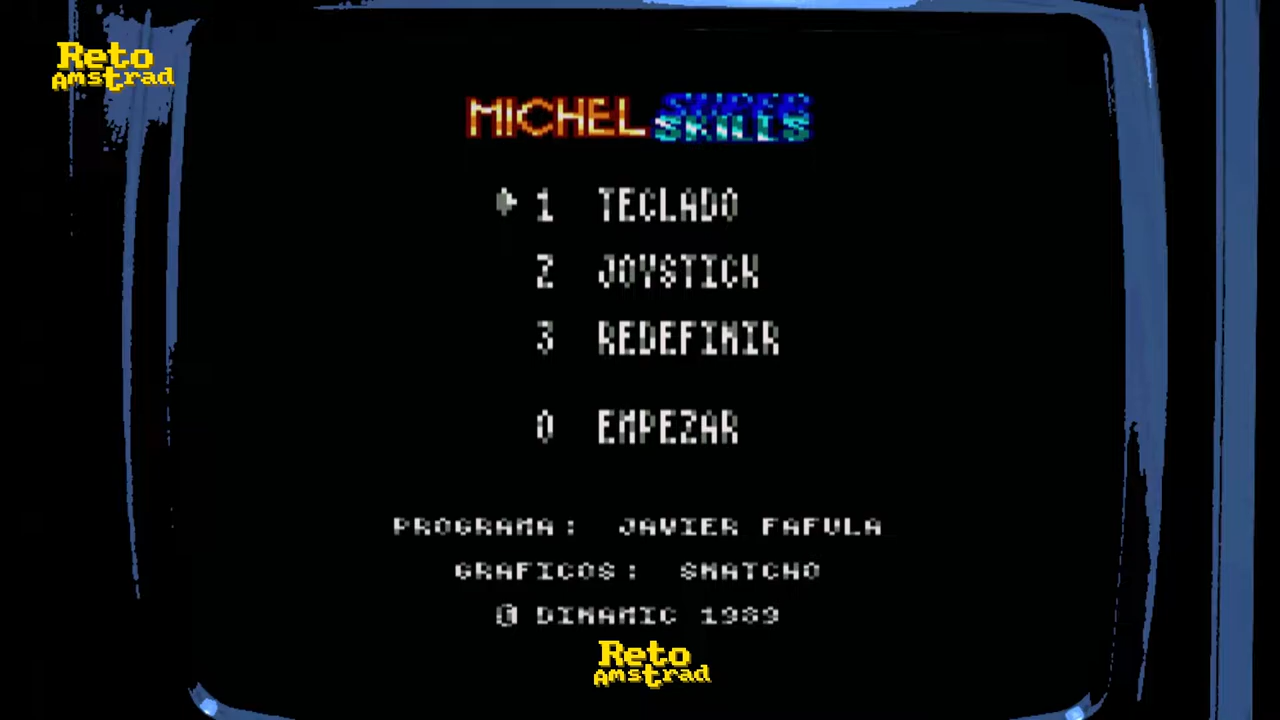 Reto
Amstrad
MICHEL SUPER
SKILLS
1 TECLADO
2 JOYSTICK
3 REDEFINIR
0 EMPEZAR
PROGRAMA: JAVIER FAFULA
GRAFICOS: SNATCHO
© DINAMIC 1989
Reto
Amstrad